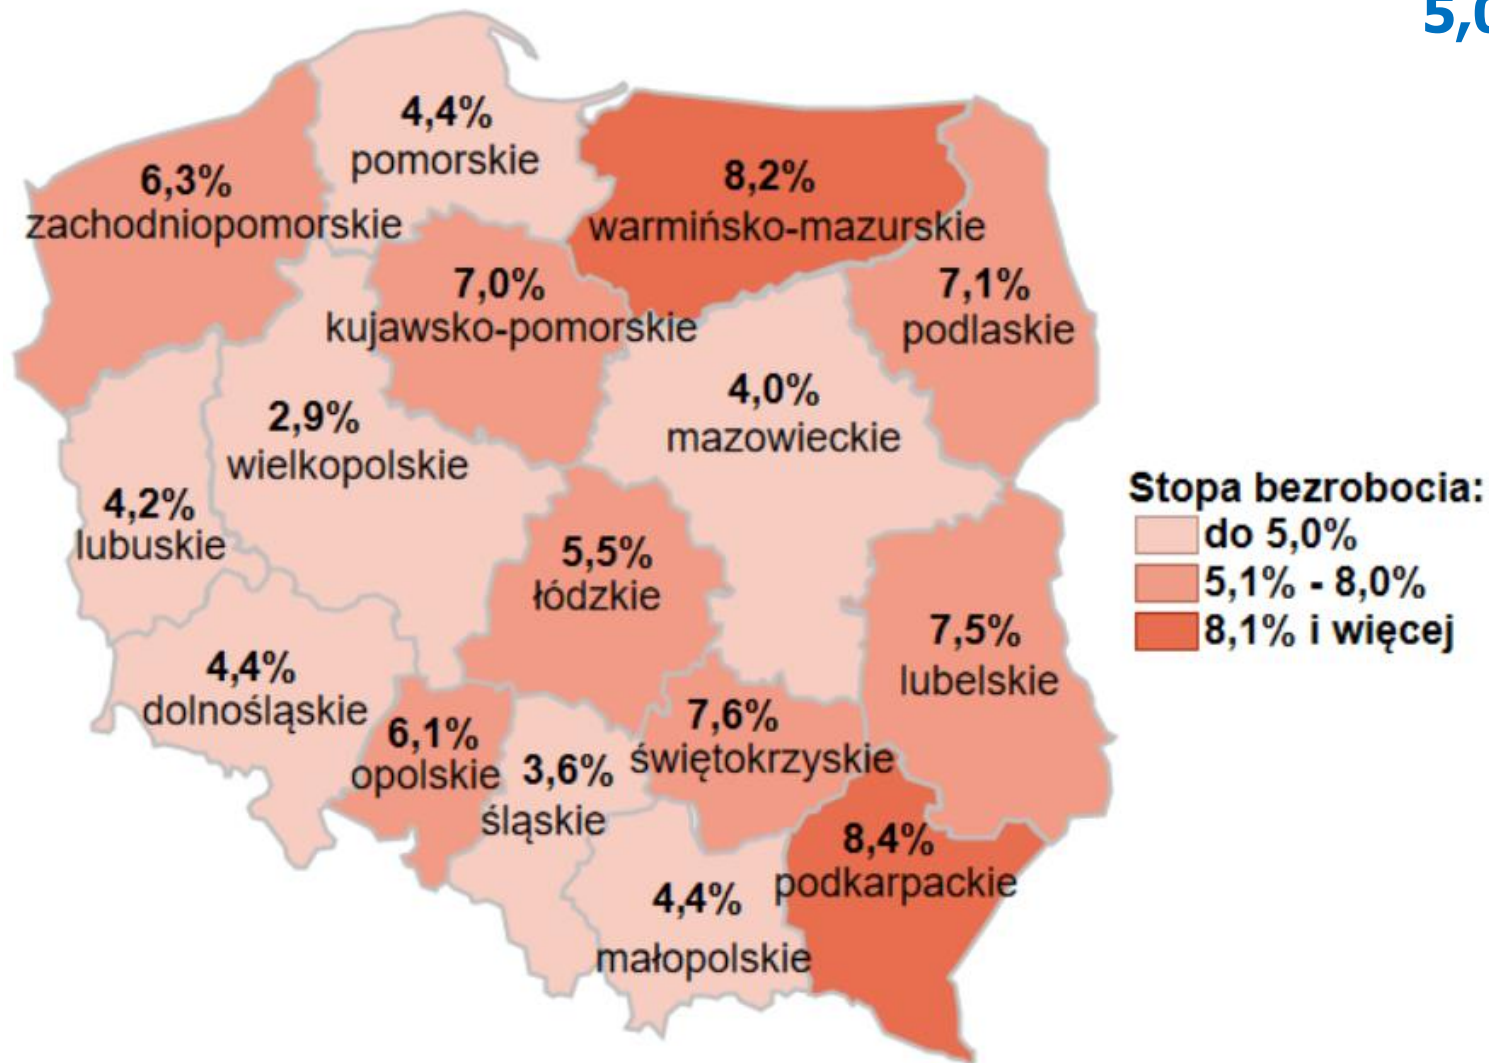 5,0
4,4%
pomorskie
6,3%
zachodniopomorskie
8,2%
warmińsko-mazurskie
7,0%
kujawsko-pomorskie
7,1%
podlaskie
4,0%
mazowieckie
2,9%
wielkopolskie
4,2%
lubuskie
5,5%
łódzkie
7,5%
lubelskie
4,4%
dolnośląskie
6,1%
opolskie
3,6%
śląskie
7,6%
świętokrzyskie
8,4%
podkarpackie
4,4%
małopolskie
Stopa bezrobocia:
do 5,0%
5,1% - 8,0%
8,1% i więcej